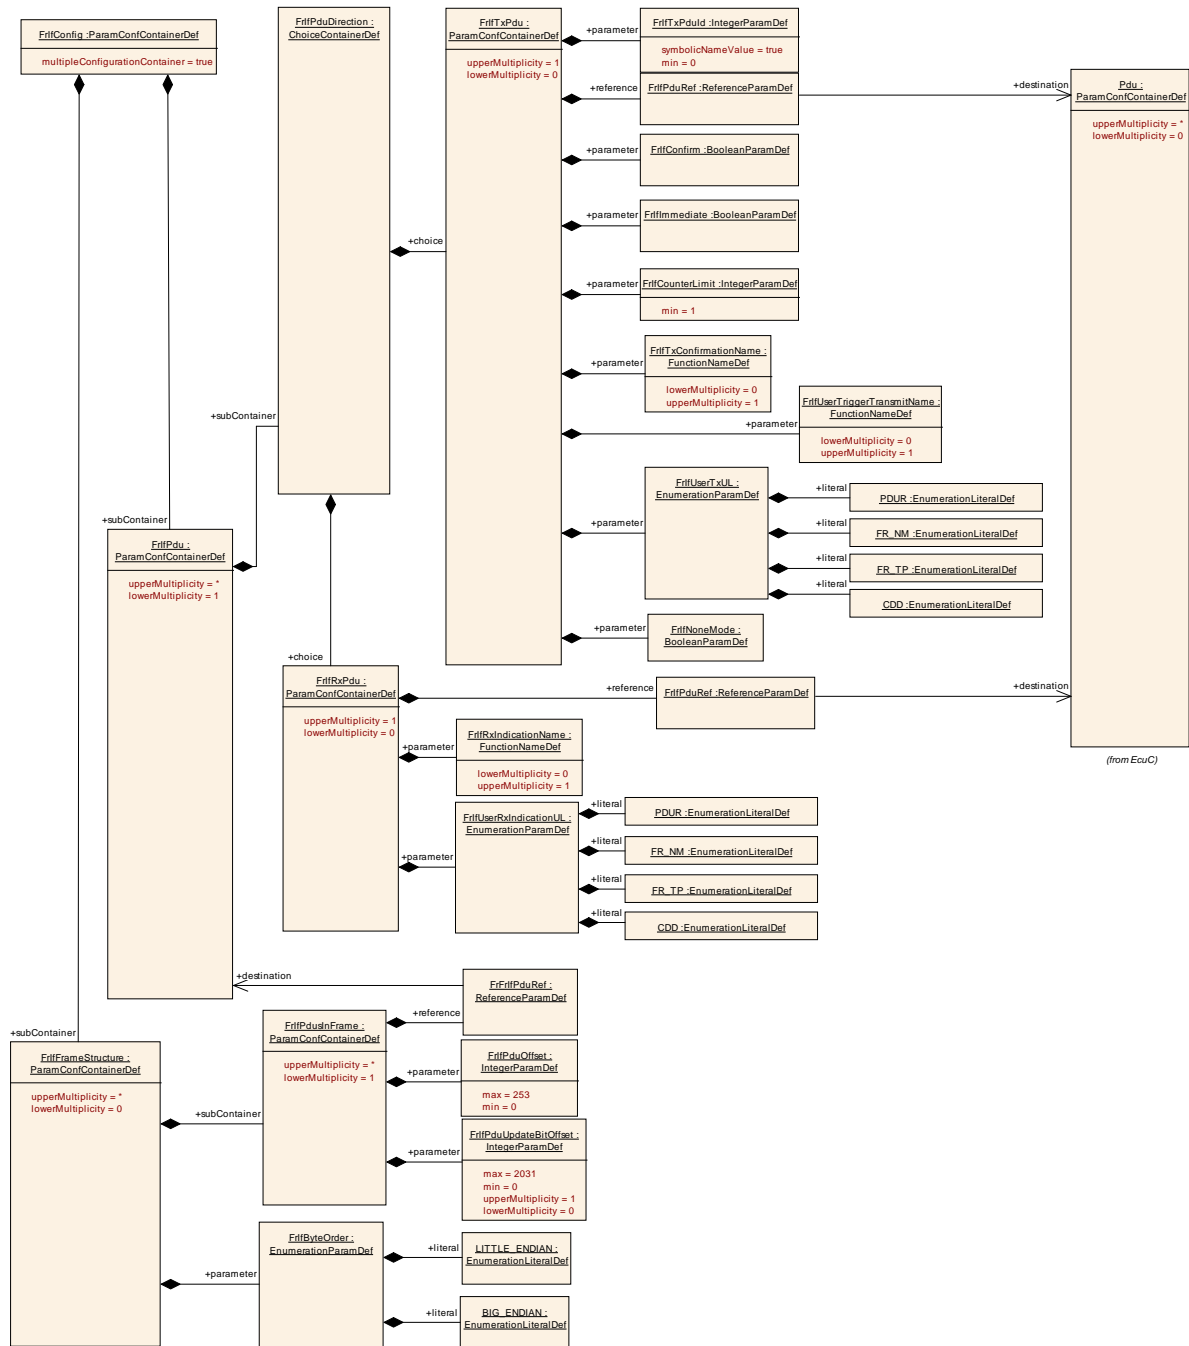 FrIfConfig :ParamConfContainerDef
multipleConfigurationContainer = true
FrIfPduDirection :
ChoiceContainerDef
FrIfTxPdu :
ParamConfContainerDef
upperMultiplicity = 1
lowerMultiplicity = 0
+parameter
FrIfTxPduId :IntegerParamDef
symbolicNameValue = true
min = 0
+reference
FrIfPduRef :ReferenceParamDef
+destination
Pdu :
ParamConfContainerDef
upperMultiplicity = *
lowerMultiplicity = 0
+parameter
FrIfConfirm :BooleanParamDef
+parameter
FrIfImmediate :BooleanParamDef
+choice
+parameter
FrIfCounterLimit :IntegerParamDef
min = 1
+parameter
FrIfTxConfirmationName :
FunctionNameDef
lowerMultiplicity = 0
upperMultiplicity = 1
+parameter
FrIfUserTriggerTransmitName :
FunctionNameDef
lowerMultiplicity = 0
upperMultiplicity = 1
+subContainer
+parameter
FrIfUserTxUL :
EnumerationParamDef
+literal
PDUR :EnumerationLiteralDef
+literal
FR_NM :EnumerationLiteralDef
+literal
FR_TP :EnumerationLiteralDef
+literal
CDD :EnumerationLiteralDef
+subContainer
FrIfPdu :
ParamConfContainerDef
upperMultiplicity = *
lowerMultiplicity = 1
+parameter
FrIfNoneMode :
BooleanParamDef
+choice
FrIfRxPdu :
ParamConfContainerDef
upperMultiplicity = 1
lowerMultiplicity = 0
+reference
FrIfPduRef :ReferenceParamDef
+destination
(from EcuC)
+parameter
FrIfRxIndicationName :
FunctionNameDef
lowerMultiplicity = 0
upperMultiplicity = 1
+parameter
FrIfUserRxIndicationUL :
EnumerationParamDef
+literal
PDUR :EnumerationLiteralDef
+literal
FR_NM :EnumerationLiteralDef
+literal
FR_TP :EnumerationLiteralDef
+literal
CDD :EnumerationLiteralDef
+destination
FrFrIfPduRef :
ReferenceParamDef
+reference
+subContainer
FrIfFrameStructure :
ParamConfContainerDef
upperMultiplicity = *
lowerMultiplicity = 0
+subContainer
FrIfPdusInFrame :
ParamConfContainerDef
upperMultiplicity = *
lowerMultiplicity = 1
+parameter
FrIfPduOffset :
IntegerParamDef
max = 253
min = 0
+parameter
FrIfPduUpdateBitOffset :
IntegerParamDef
max = 2031
min = 0
upperMultiplicity = 1
lowerMultiplicity = 0
+parameter
FrIfByteOrder :
EnumerationParamDef
+literal
LITTLE_ENDIAN :
EnumerationLiteralDef
+literal
BIG_ENDIAN :
EnumerationLiteralDef